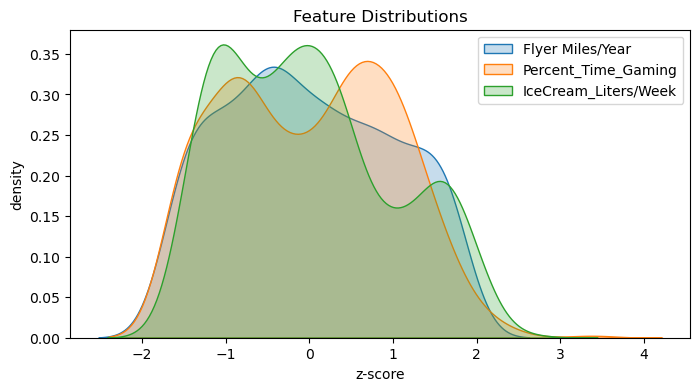 Feature Distributions
Flyer Miles/Year
Percent_Time_Gaming
IceCream_Liters/Week
density
0.35
0.30
0.25
0.20
0.15
0.10
0.05
0.00
−2
−1
0
1
2
3
4
z-score